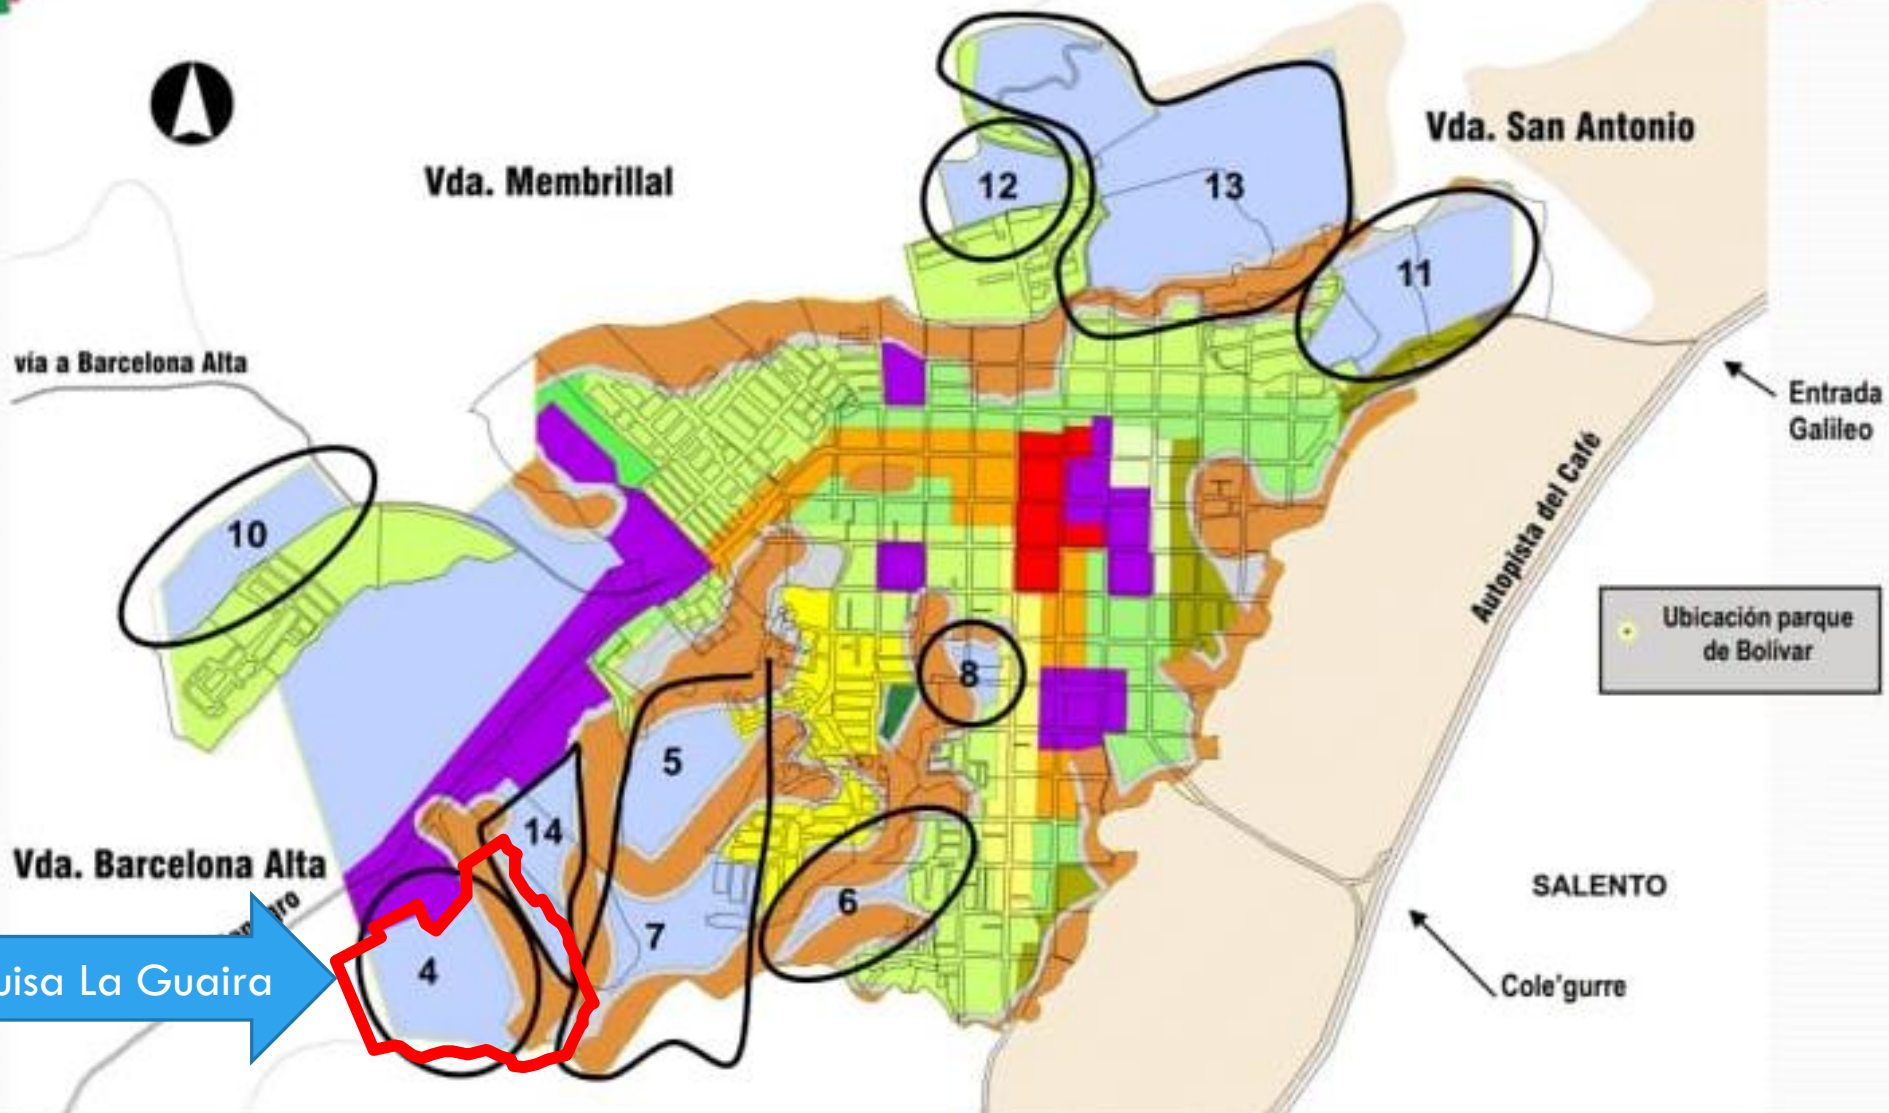 Vda. San Antonio
Vda. Membrillal
12
13
11
vía a Barcelona Alta
Entrada
Galileo
10
Autopista del Café
Ubicación parque
de Bolívar
8
5
14
Vda. Barcelona Alta
SALENTO
6
7
4
La Guaira
Cole'gurre